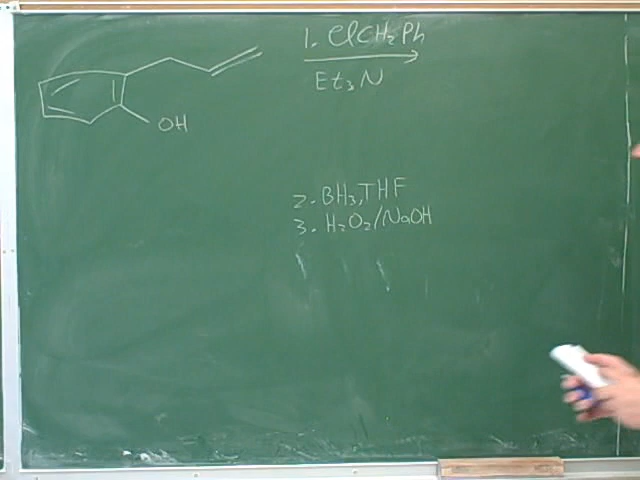 1. ClCH₂Ph
Et₃N
OH
2. BH₃,THF
3. H₂O₂/NaOH